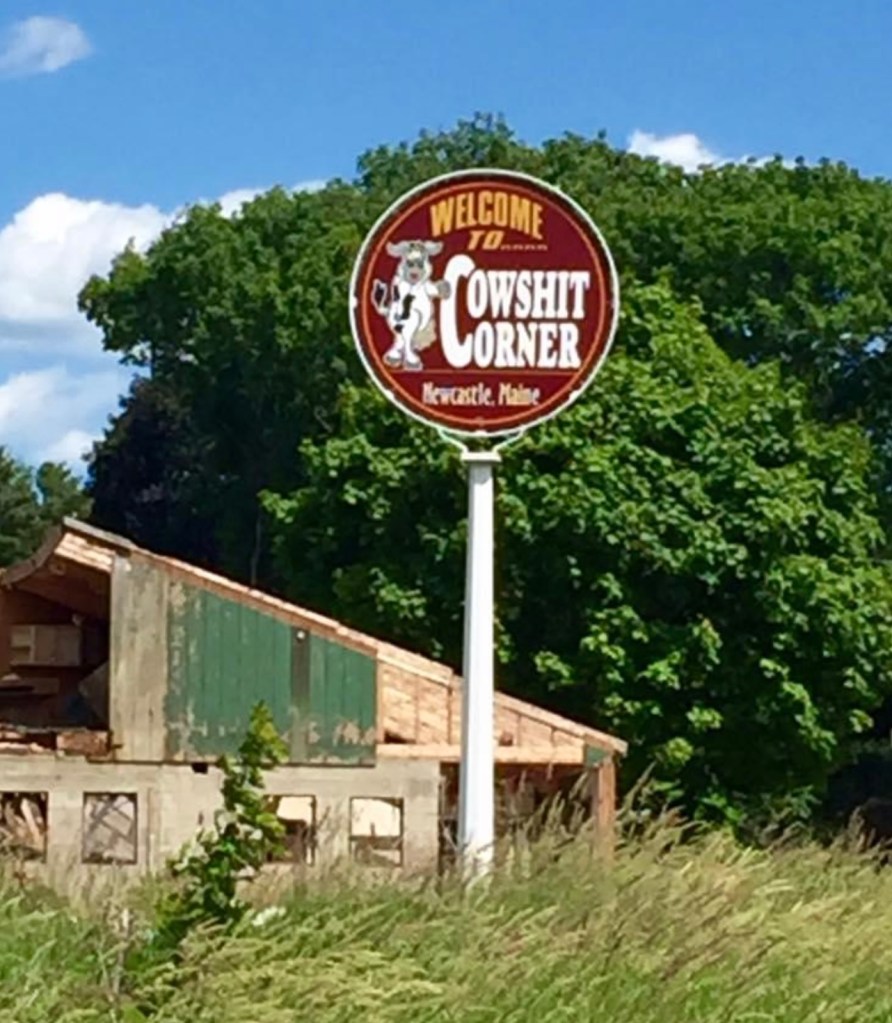 WELCOME
TO.....
COWSHIT
CORNER
Newcastle, Maine